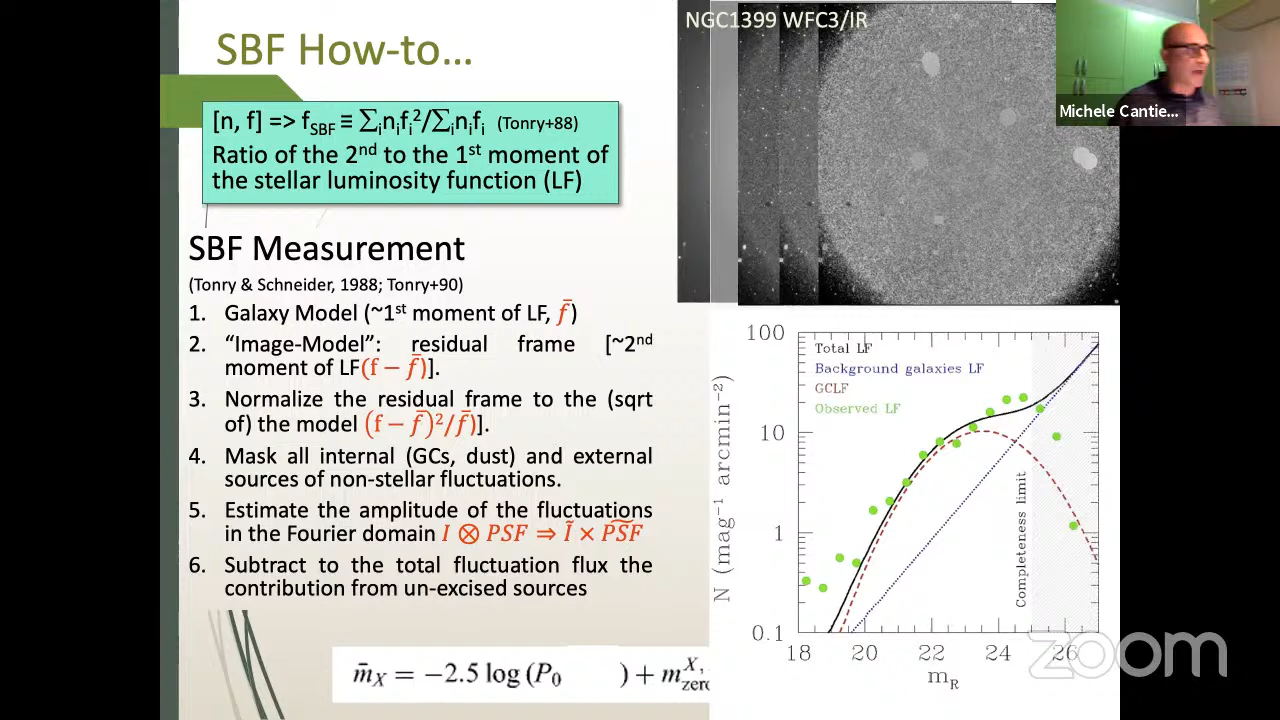 SBF How-to…
[n, f] => fSBF ≡ ∑inifi²/∑inifi (Tonry+88)
Ratio of the 2nd to the 1st moment of
the stellar luminosity function (LF)
SBF Measurement
(Tonry & Schneider, 1988; Tonry+90)
1. Galaxy Model (~1st moment of LF, f̄)
2. “Image-Model”: residual frame [~2nd
moment of LF(f − f̄)].
3. Normalize the residual frame to the (sqrt
of) the model (f − f̄)²/f̄)].
4. Mask all internal (GCs, dust) and external
sources of non-stellar fluctuations.
5. Estimate the amplitude of the fluctuations
in the Fourier domain I ⊗ PSF ⇒ Ĩ × P͠SF
6. Subtract to the total fluctuation flux the
contribution from un-excised sources
m̄X = −2.5 log (P0 ) + mzeroX,
NGC1399 WFC3/IR
Michele Cantie...
Total LF
Background galaxies LF
GCLF
Observed LF
Completeness limit
N (mag−1 arcmin−2)
100
10
1
0.1
18 20 22 24 26
mR
zoom